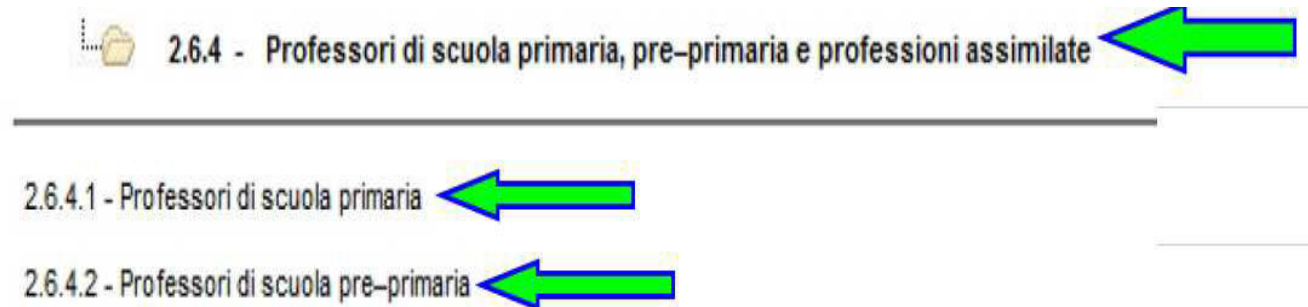 2.6.4 - Professori di scuola primaria, pre–primaria e professioni assimilate
2.6.4.1 - Professori di scuola primaria
2.6.4.2 - Professori di scuola pre–primaria